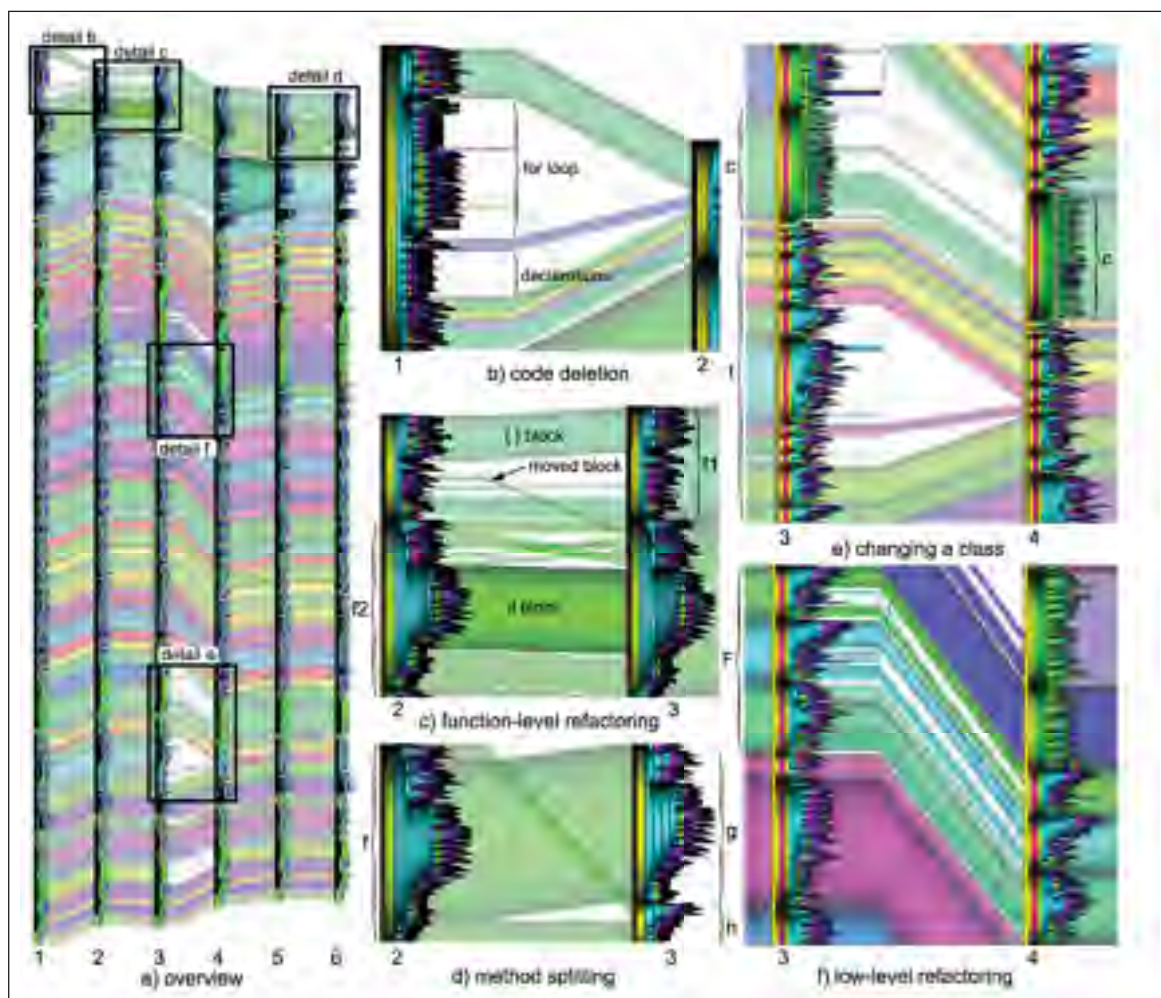 detail b
detail c
detail d
detail f
detail e
1 2 3 4 5 6
a) overview
for loop
declarations
1 2
b) code deletion
{ } block
moved block
f1
f2
if block
2 3
c) function-level refactoring
f
g
h
2 3
d) method splitting
c
c
f
3 4
e) changing a class
F
3 4
f) low-level refactoring